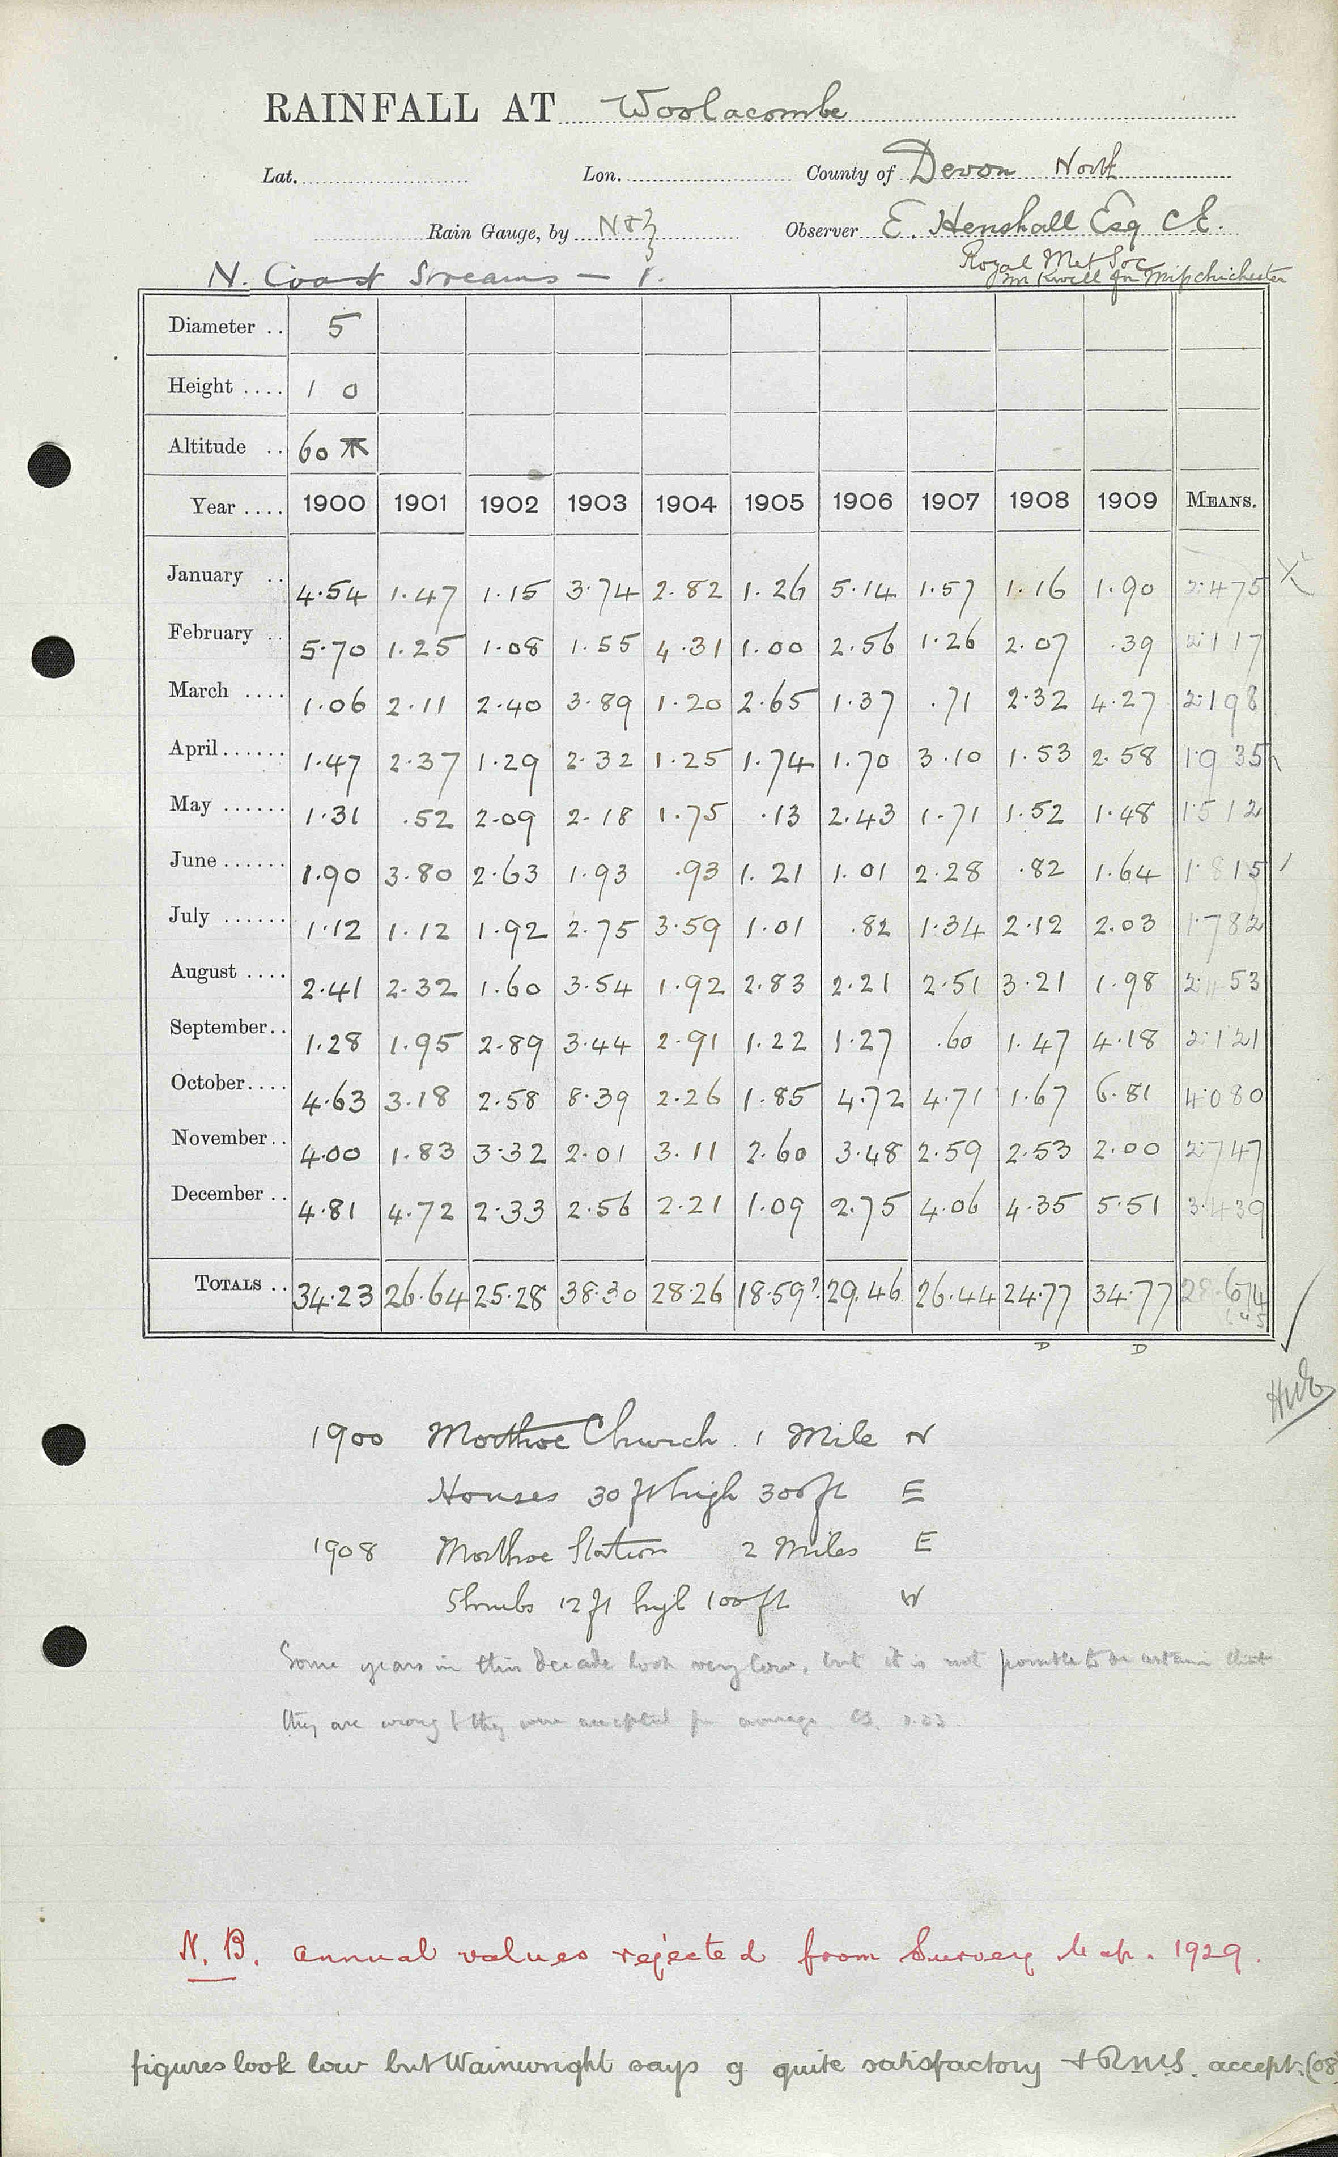 RAINFALL AT Woolacombe
Lat. Lon. County of Devon North
Rain Gauge, by N & Z Observer E. Henshall Esq C.E.
Royal Met Soc
N. Coast Streams – 1. Miss Chichester
Diameter .. 5
Height .... 1 0
Altitude .. 60
Year .... 1900 1901 1902 1903 1904 1905 1906 1907 1908 1909 MEANS.
January .. 4.54 1.47 1.15 3.74 2.82 1.26 5.14 1.57 1.16 1.90 2.475
February .. 5.70 1.25 1.08 1.55 4.31 1.00 2.56 1.26 2.07 .39 2.117
March .... 1.06 2.11 2.40 3.89 1.20 2.65 1.37 .71 2.32 4.27 2.198
April...... 1.47 2.37 1.29 2.32 1.25 1.74 1.70 3.10 1.53 2.58 1.935
May ...... 1.31 .52 2.09 2.18 1.75 .13 2.43 1.71 1.52 1.48 1.512
June...... 1.90 3.80 2.63 1.93 .93 1.21 1.01 2.28 .82 1.64 1.815
July ...... 1.12 1.12 1.92 2.75 3.59 1.01 .82 1.34 2.12 2.03 1.782
August .... 2.41 2.32 1.60 3.54 1.92 2.83 2.21 2.51 3.21 1.98 2.453
September.. 1.28 1.95 2.89 3.44 2.91 1.22 1.27 .60 1.47 4.18 2.121
October.... 4.63 3.18 2.58 8.39 2.26 1.85 4.72 4.71 1.67 6.81 4.080
November.. 4.00 1.83 3.32 2.01 3.11 2.60 3.48 2.59 2.53 2.00 2.747
December .. 4.81 4.72 2.33 2.56 2.21 1.09 2.75 4.06 4.35 5.51 3.439
TOTALS .. 34.23 26.64 25.28 38.30 28.26 18.59? 29.46 26.44 24.77 34.77 28.674
D D
1900 Morthoe Church 1 Mile N
Houses 30 ft high 300 ft E
1908 Morthoe Station 2 Miles E
Shrubs 12 ft high 100 ft W
Some years in this decade look very low, but it is not possible to be certain that
they are wrong & they were accepted for average
N.B. annual values rejected from Survey Map. 1929.
figures look low but Wainwright says g quite satisfactory + R.M.S. accept. (08)